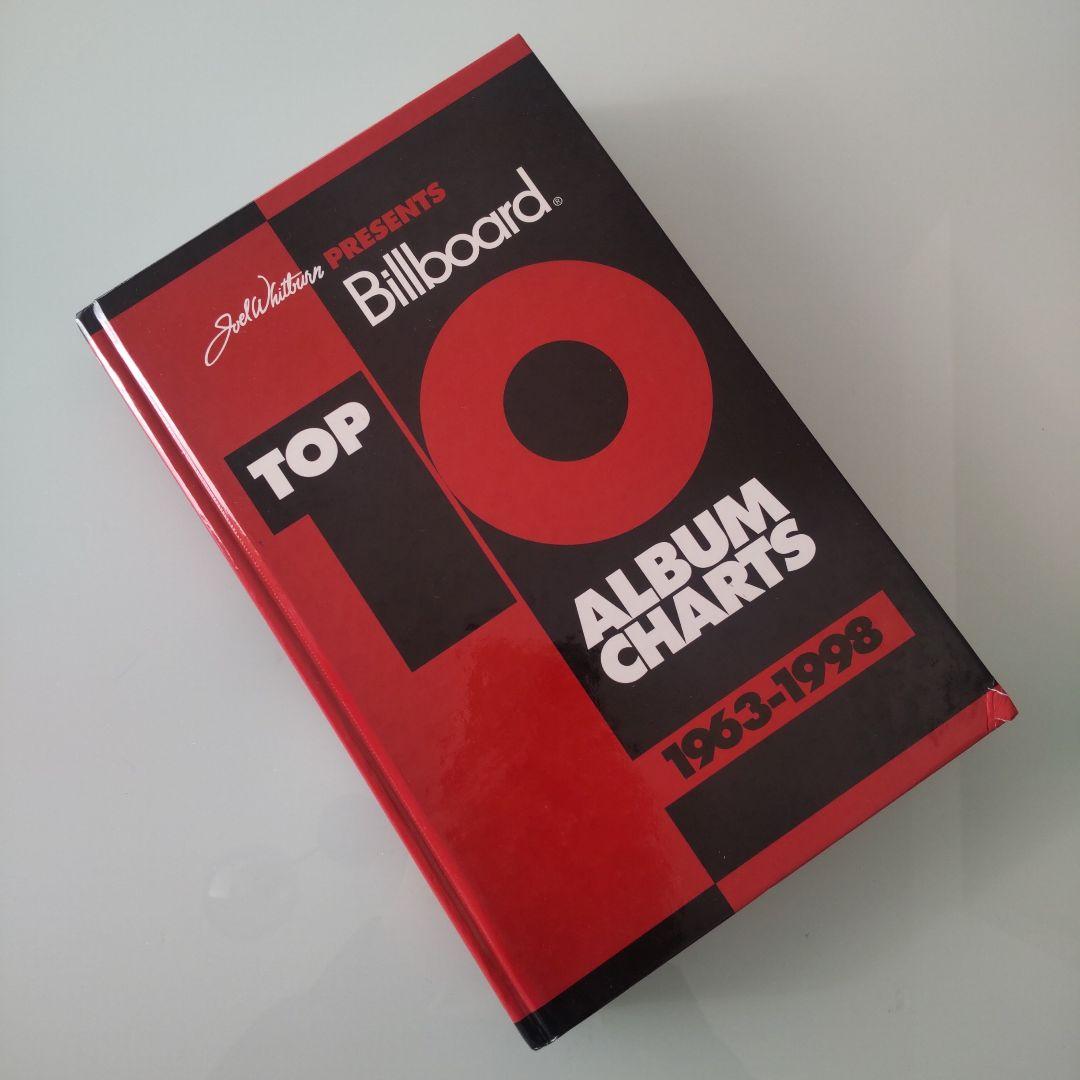 Joel Whitburn PRESENTS
Billboard®
TOP
10
ALBUM
CHARTS
1963-1998